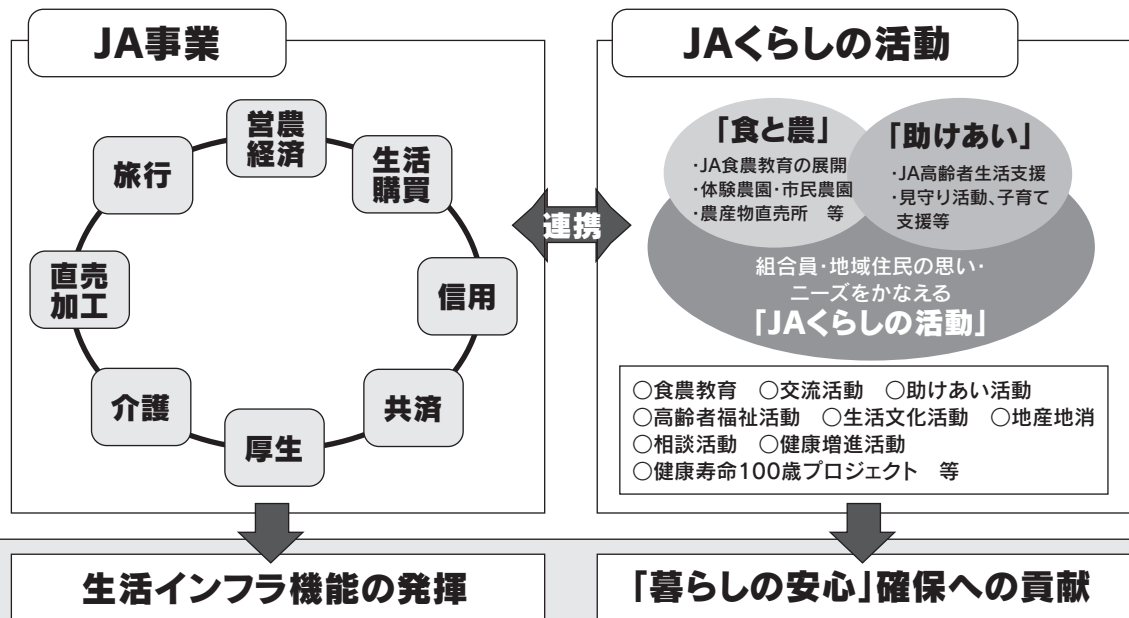 JA事業
営農
経済
生活
購買
信用
共済
厚生
介護
直売
加工
旅行
連携
JAくらしの活動
「食と農」
・JA食農教育の展開
・体験農園・市民農園
・農産物直売所　等
「助けあい」
・JA高齢者生活支援
・見守り活動、子育て
支援等
組合員・地域住民の思い・
ニーズをかなえる
「JAくらしの活動」
○食農教育　○交流活動　○助けあい活動
○高齢者福祉活動　○生活文化活動　○地産地消
○相談活動　○健康増進活動
○健康寿命100歳プロジェクト　等
生活インフラ機能の発揮
「暮らしの安心」確保への貢献